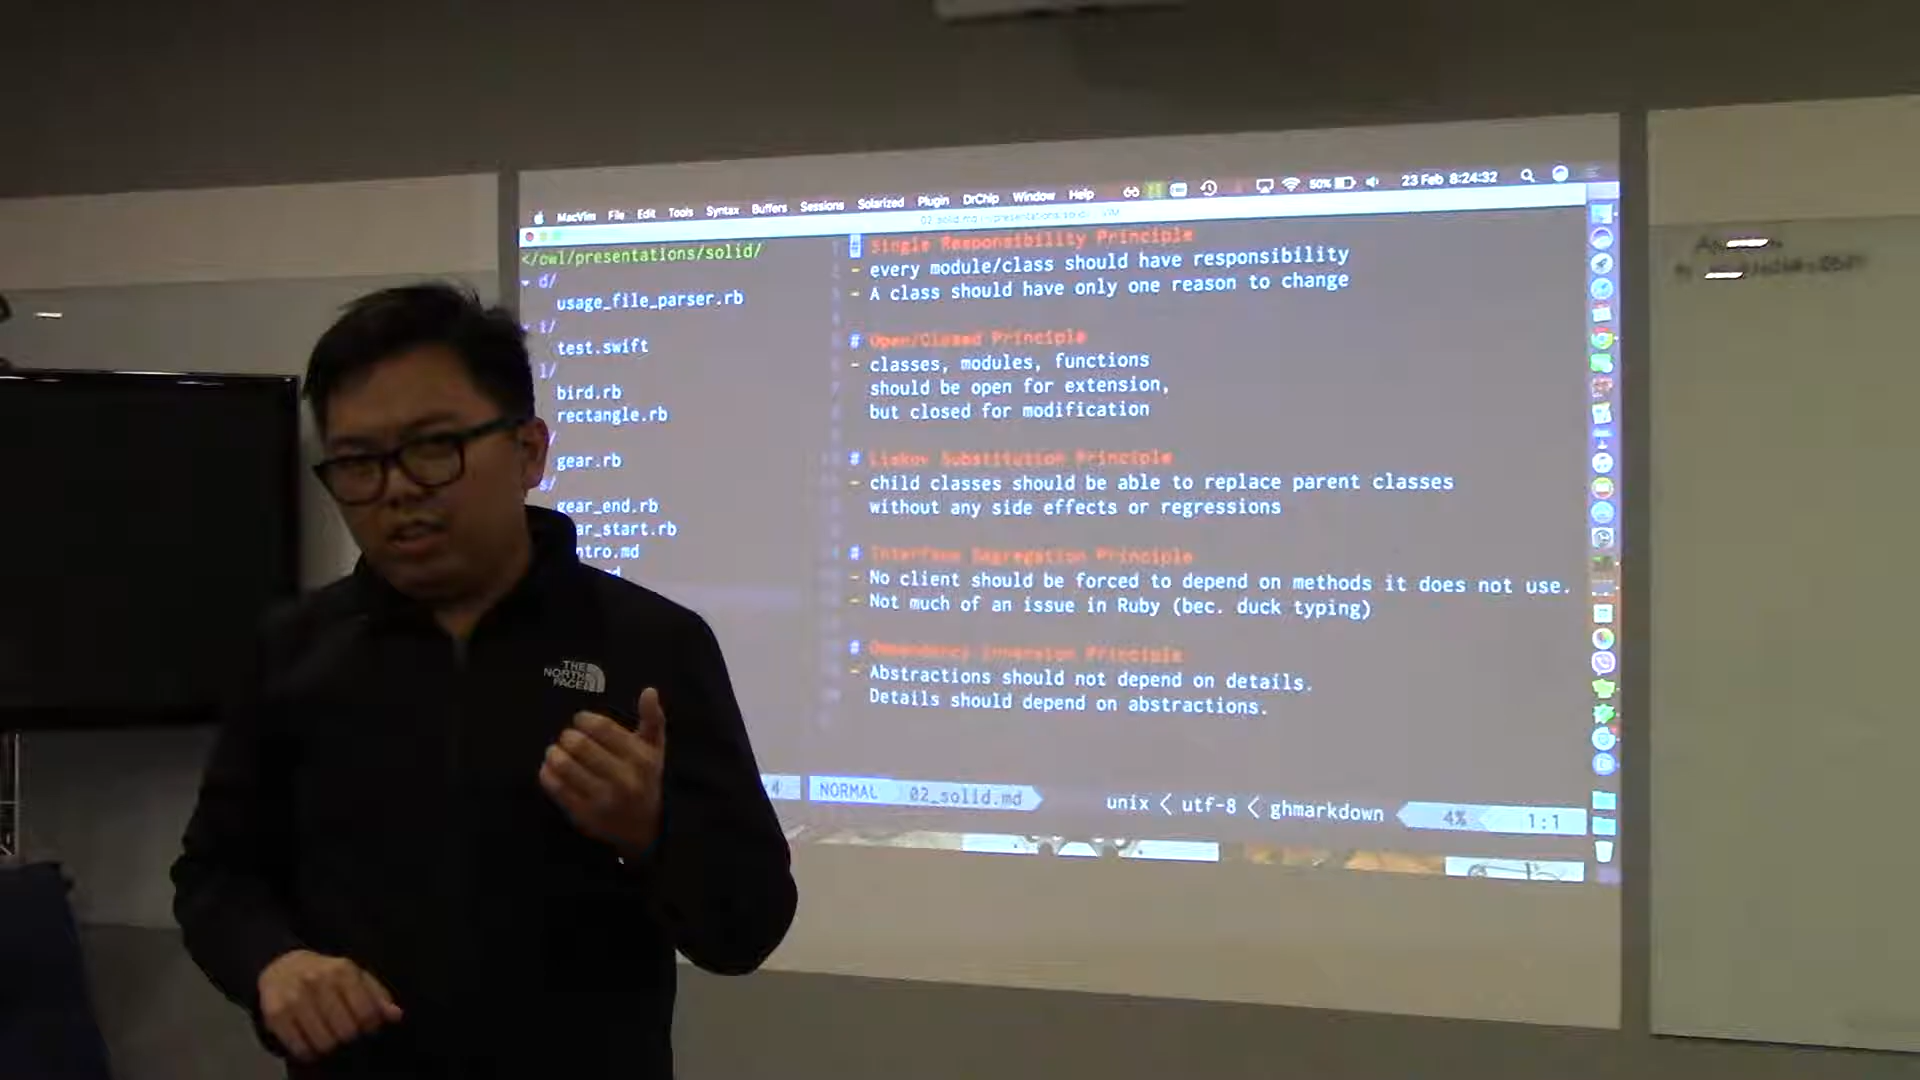 MacVim File Edit Tools Syntax Buffers Sessions Solarized Plugin DrChip Window Help 50% 23 Feb 8:24:32
</owl/presentations/solid/
d/
usage_file_parser.rb
i/
test.swift
l/
bird.rb
rectangle.rb
/
gear.rb
s/
gear_end.rb
ar_start.rb
ntro.md
# Single Responsibility Principle
- every module/class should have responsibility
- A class should have only one reason to change
# Open/Closed Principle
- classes, modules, functions
should be open for extension,
but closed for modification
# Liskov Substitution Principle
- child classes should be able to replace parent classes
without any side effects or regressions
# Interface Segregation Principle
- No client should be forced to depend on methods it does not use.
- Not much of an issue in Ruby (bec. duck typing)
# Dependency Inversion Principle
- Abstractions should not depend on details.
Details should depend on abstractions.
4 NORMAL 02_solid.md unix < utf-8 < ghmarkdown 4% 1:1
THE
NORTH
FACE